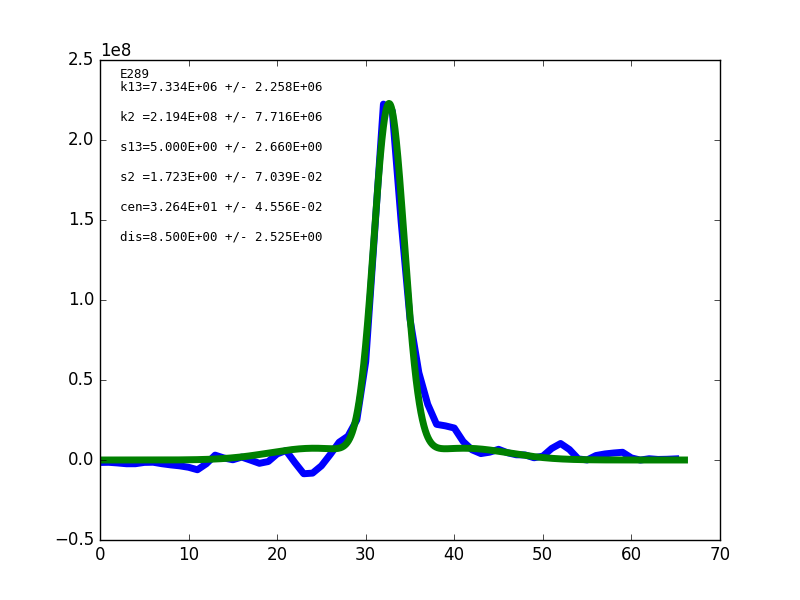 1e8
2.5
2.0
1.5
1.0
0.5
0.0
−0.5
E289
k13=7.334E+06 +/- 2.258E+06
k2 =2.194E+08 +/- 7.716E+06
s13=5.000E+00 +/- 2.660E+00
s2 =1.723E+00 +/- 7.039E-02
cen=3.264E+01 +/- 4.556E-02
dis=8.500E+00 +/- 2.525E+00
0 10 20 30 40 50 60 70